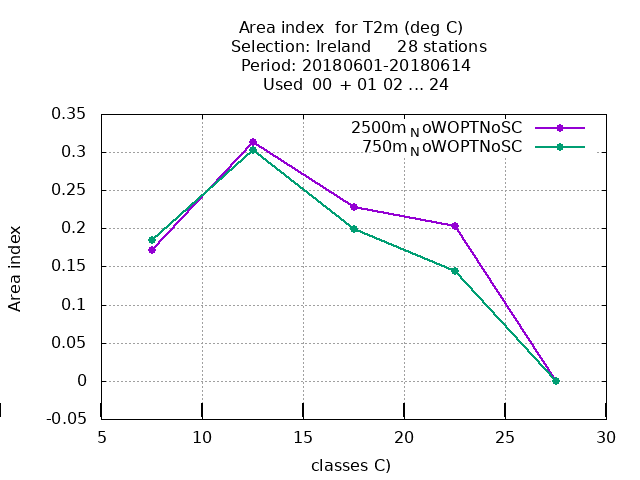 Area index  for T2m (deg C)
Selection: Ireland     28 stations
Period: 20180601-20180614
Used 00 + 01 02 ... 24
0.35
0.3
0.25
0.2
0.15
0.1
0.05
0
-0.05
Area index
2500m_NoWOPTNoSC
750m_NoWOPTNoSC
5 10 15 20 25 30
classes C)